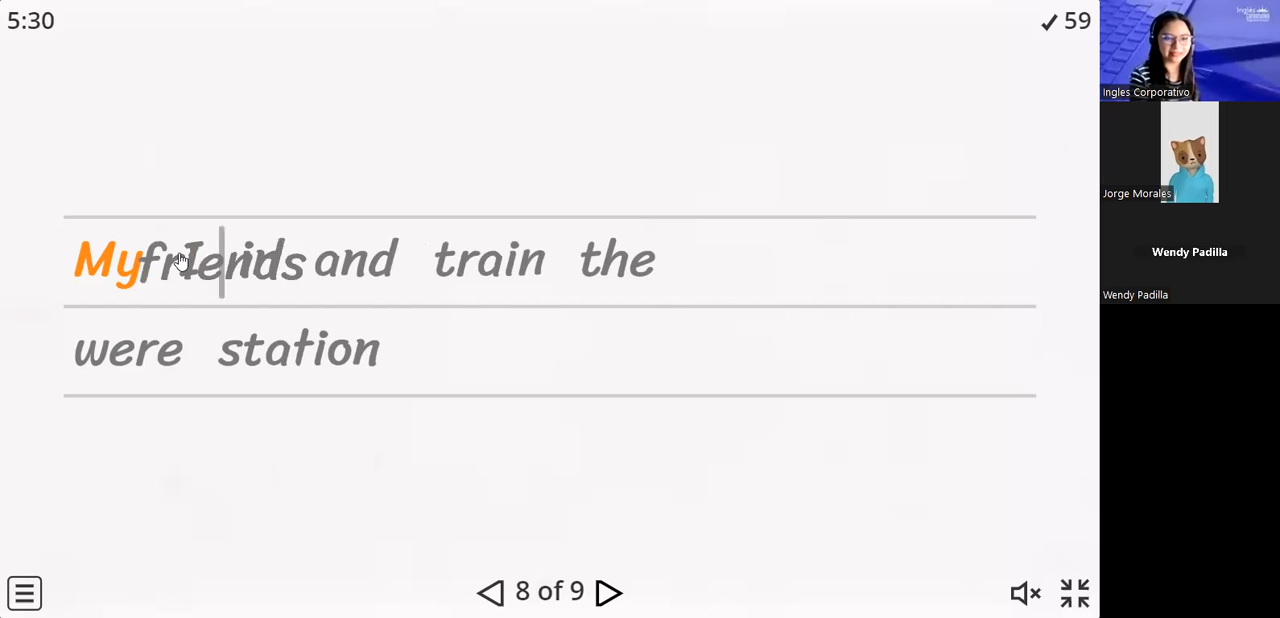 5:30
✓ 59
My friends I in and train the
were station
8 of 9
Ingles Corporativo
Jorge Morales
Wendy Padilla
Wendy Padilla